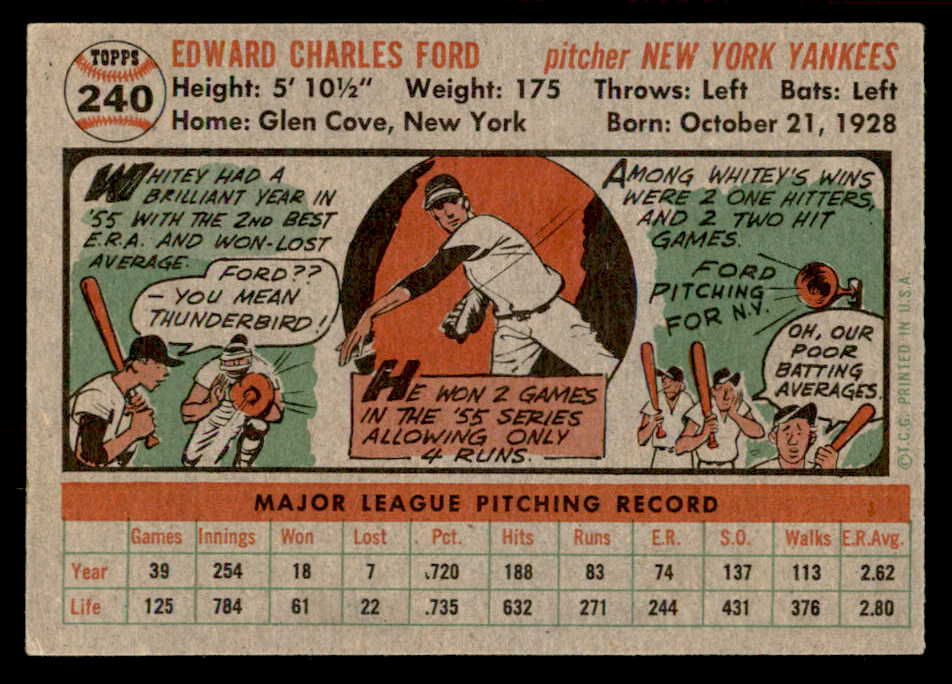 TOPPS
240
EDWARD CHARLES FORD pitcher NEW YORK YANKEES
Height: 5' 10½" Weight: 175 Throws: Left Bats: Left
Home: Glen Cove, New York Born: October 21, 1928
WHITEY HAD A
BRILLIANT YEAR IN
'55 WITH THE 2ND BEST
E.R.A. AND WON-LOST
AVERAGE.
FORD??
- YOU MEAN
THUNDERBIRD!
HE WON 2 GAMES
IN THE '55 SERIES
ALLOWING ONLY
4 RUNS.
AMONG WHITEY'S WINS
WERE 2 ONE HITTERS,
AND 2 TWO HIT
GAMES.
FORD
PITCHING
FOR N.Y.
OH, OUR
POOR
BATTING
AVERAGES.
©T.C.G. PRINTED IN U.S.A.
MAJOR LEAGUE PITCHING RECORD
Games Innings Won Lost Pct. Hits Runs E.R. S.O. Walks E.R.Avg.
Year 39 254 18 7 .720 188 83 74 137 113 2.62
Life 125 784 61 22 .735 632 271 244 431 376 2.80